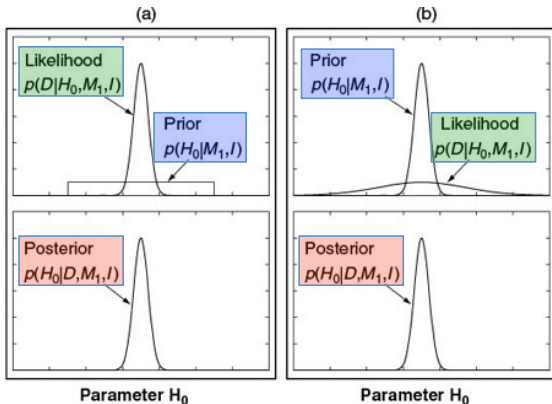 (a)
Likelihood
p(D|H₀,M₁,I)
Prior
p(H₀|M₁,I)
Posterior
p(H₀|D,M₁,I)
Parameter H₀
(b)
Prior
p(H₀|M₁,I)
Likelihood
p(D|H₀,M₁,I)
Posterior
p(H₀|D,M₁,I)
Parameter H₀